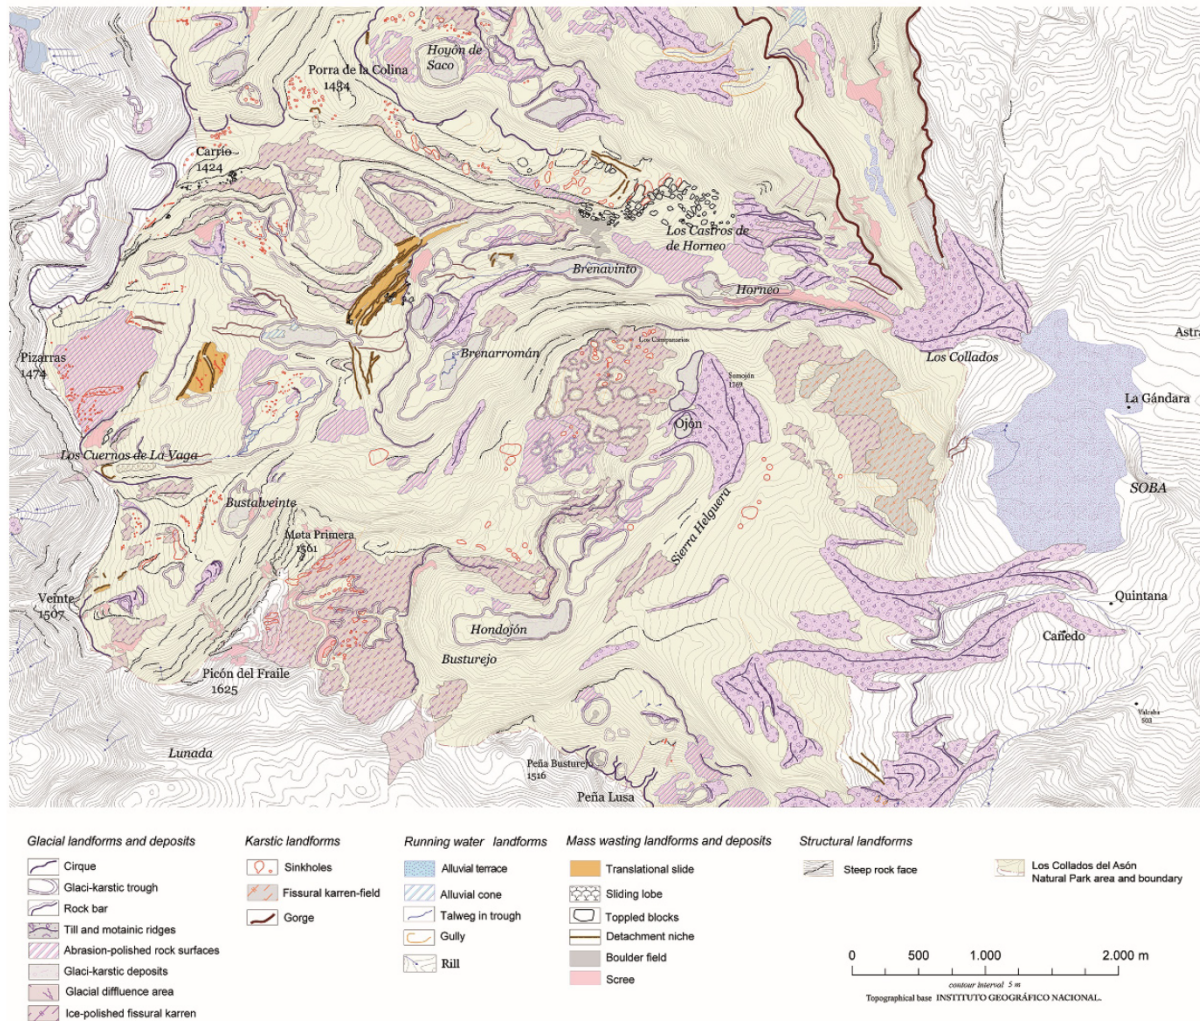 Hoyón de
Saco
Porra de la Colina
1434
Carrio
1424
Los Castros de
de Horneo
Brenavinto
Horneo
Los Campanarios
Brenarromán
Los Collados
Astra
Pizarras
1474
Somojón
1169
La Gándara
Ojón
Los Cuernos de La Vaga
SOBA
Bustalveinte
Sierra Helguera
Mota Primera
1561
Veinte
1507
Quintana
Hondojón
Cañedo
Busturejo
Picón del Fraile
1625
Valcaba
503
Lunada
Peña Busturejo
1516
Peña Lusa
Glacial landforms and deposits
Cirque
Glaci-karstic trough
Rock bar
Till and motainic ridges
Abrasion-polished rock surfaces
Glaci-karstic deposits
Glacial diffluence area
Ice-polished fissural karren
Karstic landforms
Sinkholes
Fissural karren-field
Gorge
Running water landforms
Alluvial terrace
Alluvial cone
Talweg in trough
Gully
Rill
Mass wasting landforms and deposits
Translational slide
Sliding lobe
Toppled blocks
Detachment niche
Boulder field
Scree
Structural landforms
Steep rock face
Los Collados del Asón
Natural Park area and boundary
0 500 1.000 2.000 m
contour interval 5 m
Topographical base INSTITUTO GEOGRÁFICO NACIONAL.